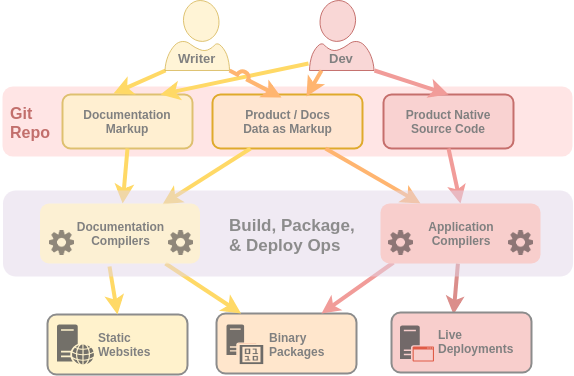 Writer
Dev
Git
Repo
Documentation
Markup
Product / Docs
Data as Markup
Product Native
Source Code
Documentation
Compilers
Build, Package,
& Deploy Ops
Application
Compilers
Static
Websites
Binary
Packages
Live
Deployments